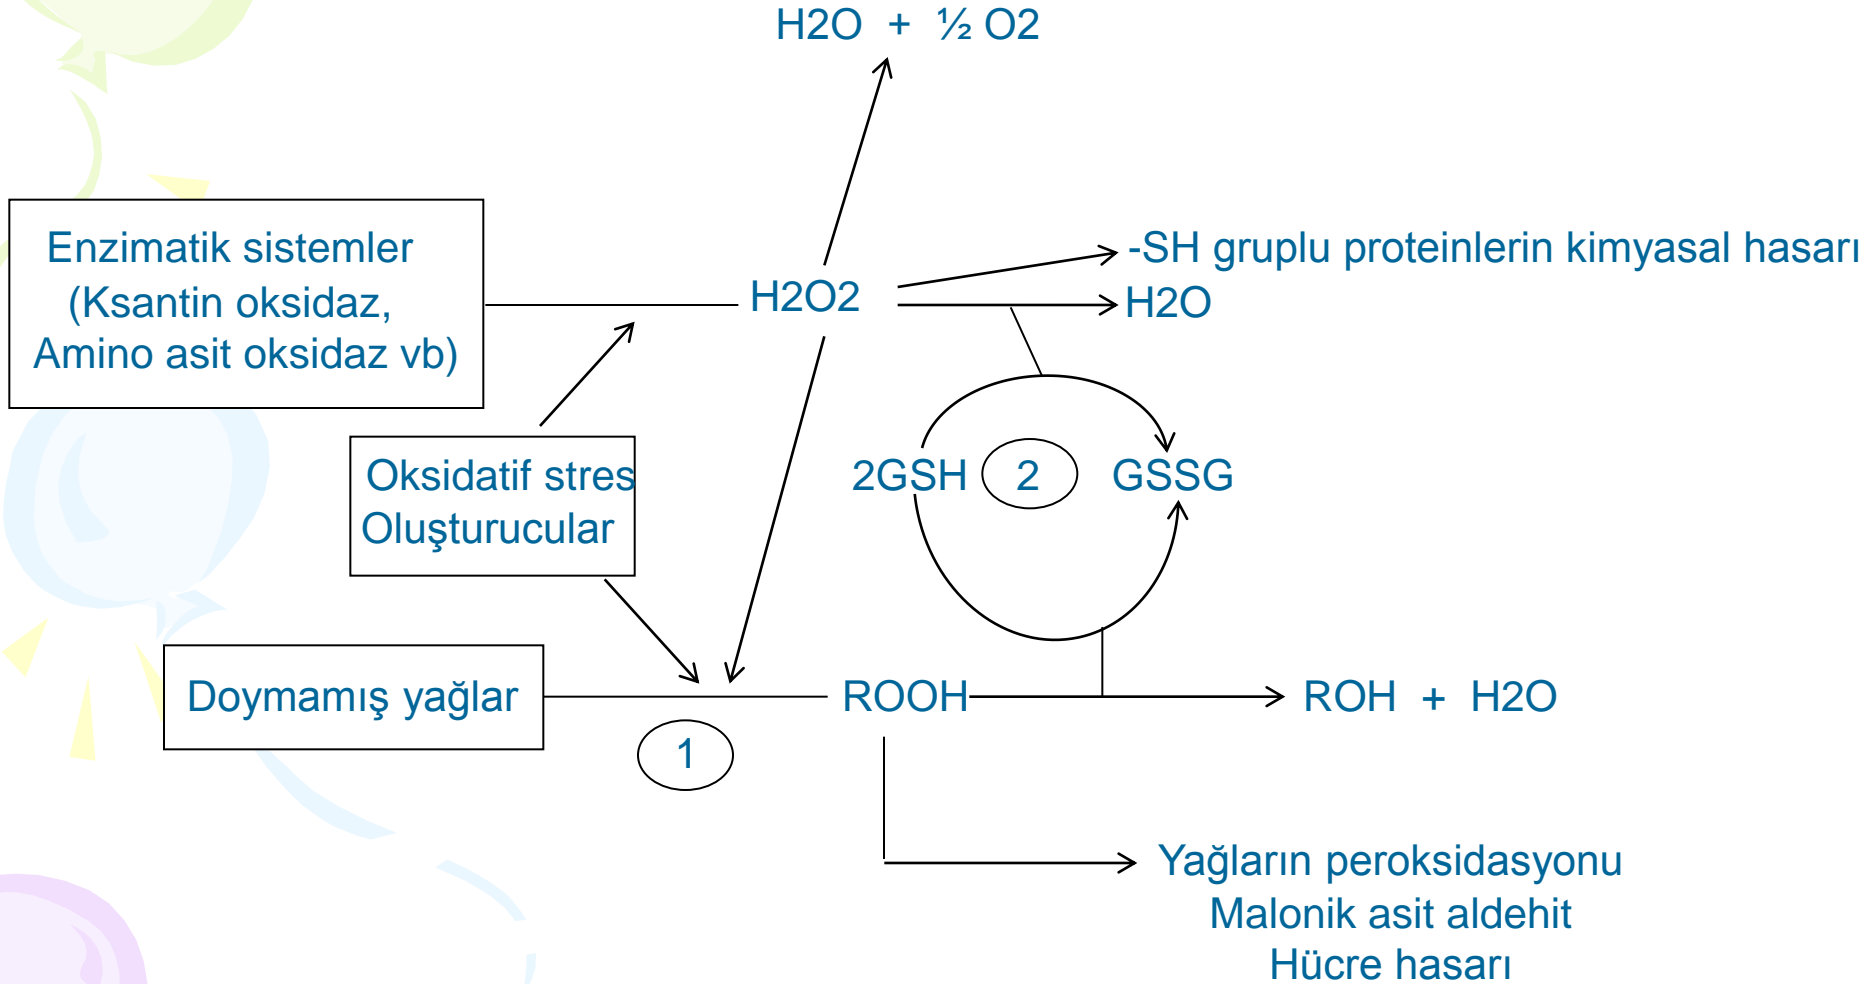 H2O + ½ O2
Enzimatik sistemler
(Ksantin oksidaz,
Amino asit oksidaz vb)
H2O2
-SH gruplu proteinlerin kimyasal hasarı
H2O
Oksidatif stres
Oluşturucular
2GSH
2
GSSG
Doymamış yağlar
ROOH
ROH + H2O
1
Yağların peroksidasyonu
Malonik asit aldehit
Hücre hasarı